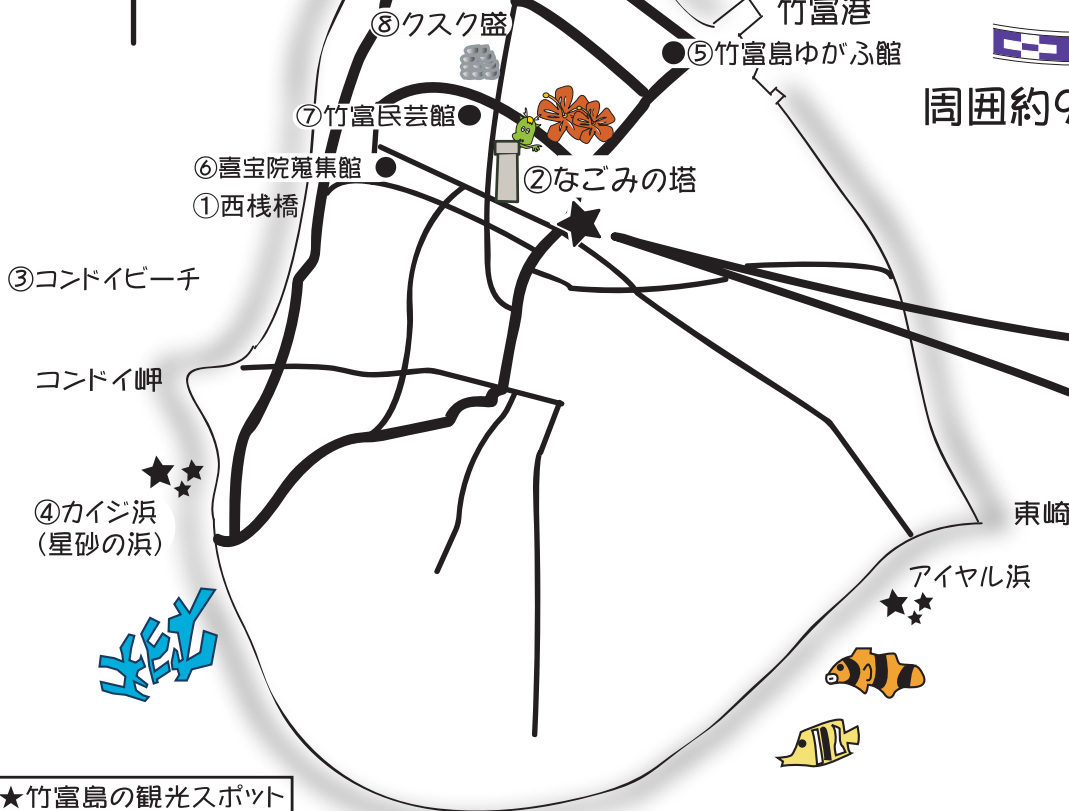 竹富港
⑧クスク盛
⑤竹富島ゆがふ館
周囲約9
⑦竹富民芸館
⑥喜宝院蒐集館
②なごみの塔
①西桟橋
③コンドイビーチ
コンドイ岬
④カイジ浜
(星砂の浜)
東崎
アイヤル浜
★竹富島の観光スポット